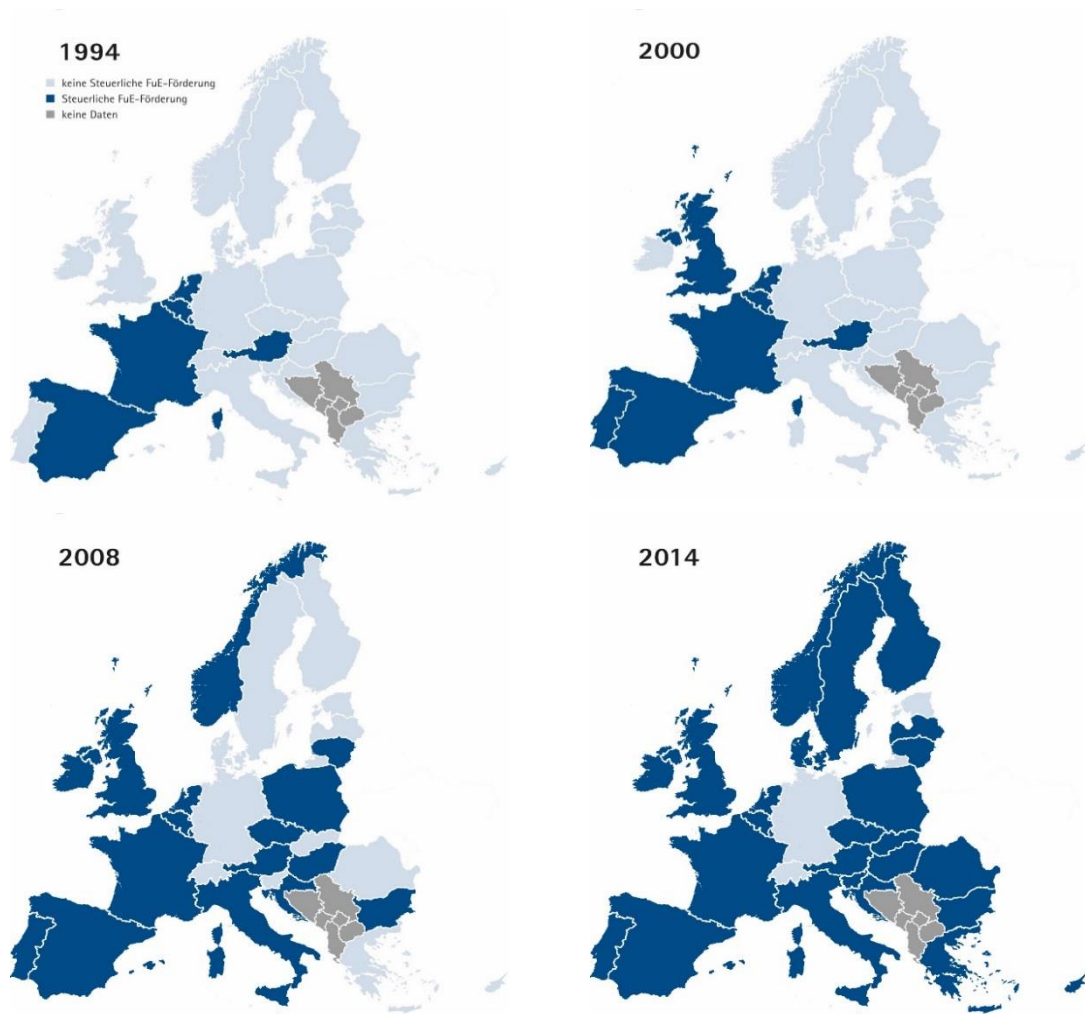 1994
keine Steuerliche FuE-Förderung
Steuerliche FuE-Förderung
keine Daten
2000
2008
2014